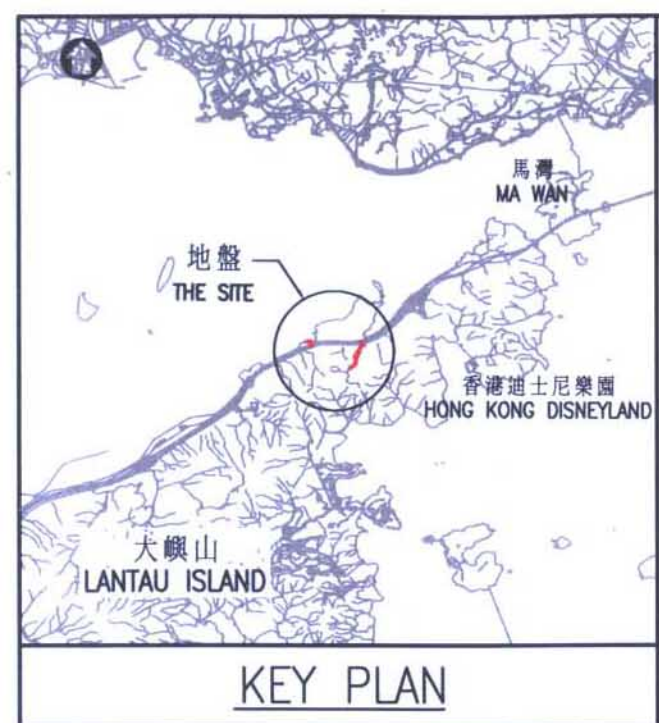 馬灣
MA WAN
地盤
THE SITE
香港迪士尼樂園
HONG KONG DISNEYLAND
大嶼山
LANTAU ISLAND
KEY PLAN